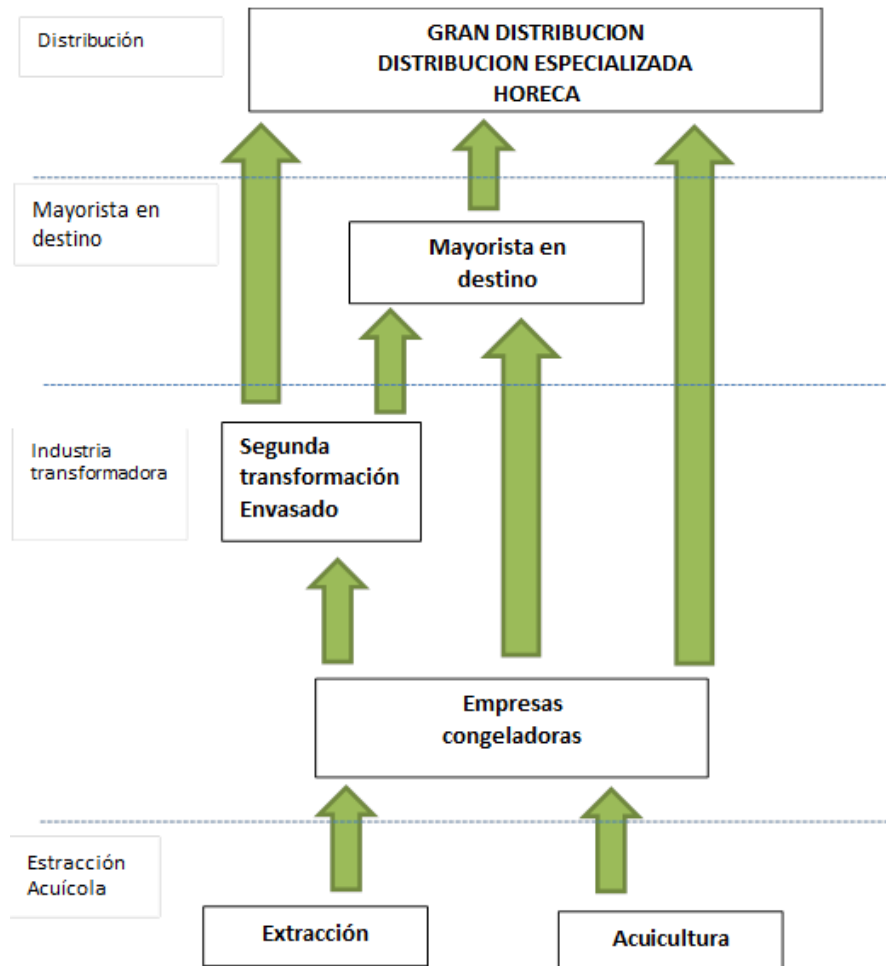 Distribución
GRAN DISTRIBUCION
DISTRIBUCION ESPECIALIZADA
HORECA
Mayorista en
destino
Mayorista en
destino
Industria
transformadora
Segunda
transformación
Envasado
Empresas
congeladoras
Estracción
Acuícola
Extracción
Acuicultura